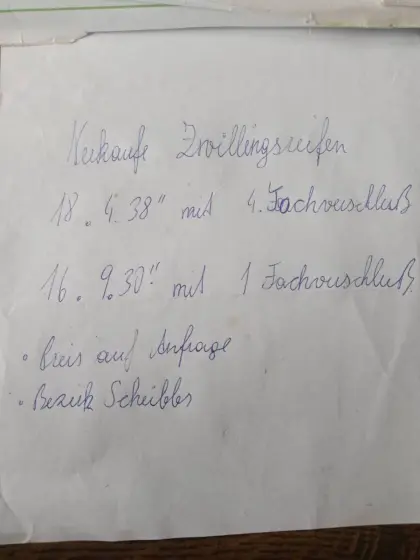 Verkaufe Zwillingsreifen
18. 4.38" mit 4. Fachverschluß
16. 9.30" mit 1 Fachverschluß
• Preis auf Anfrage
• Bezirk Scheibbs